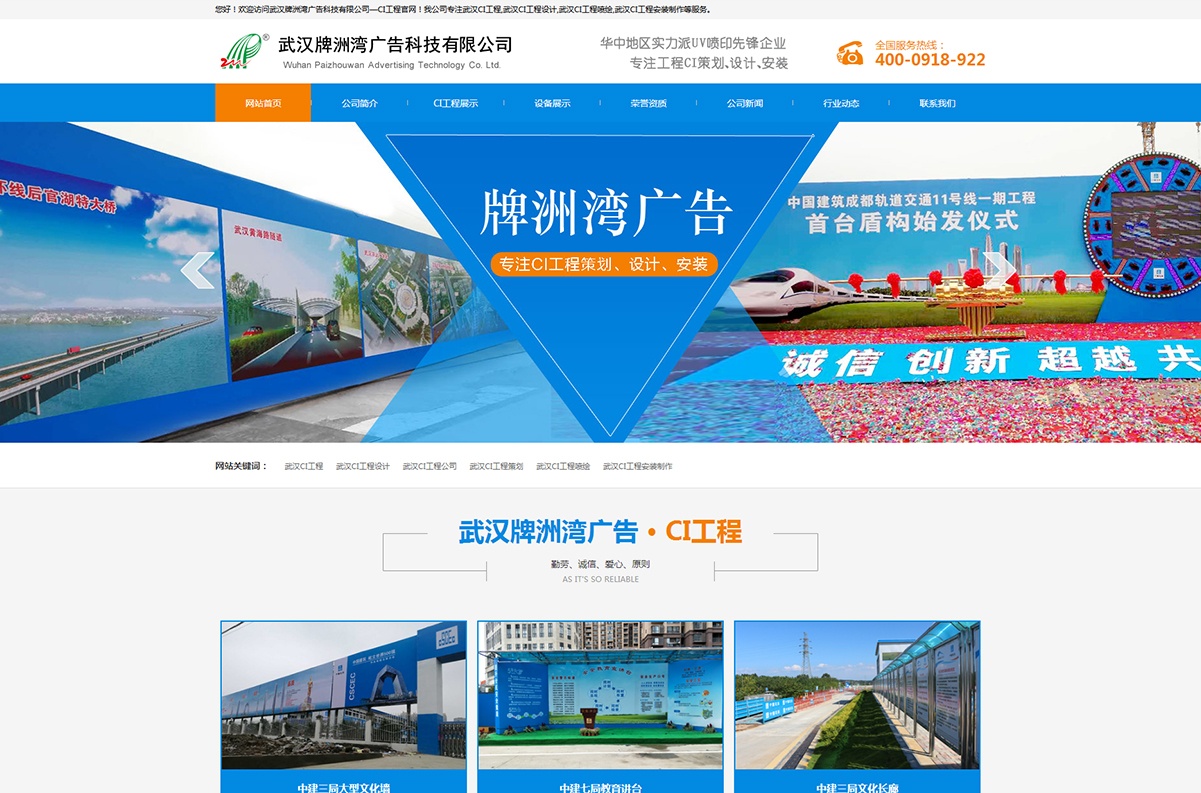 您好！欢迎访问武汉牌洲湾广告科技有限公司—CI工程官网！我公司专注武汉CI工程,武汉CI工程设计,武汉CI工程喷绘,武汉CI工程安装制作等服务。
武汉牌洲湾广告科技有限公司
Wuhan Paizhouwan Advertising Technology Co. Ltd.
华中地区实力派UV喷印先锋企业
专注工程CI策划、设计、安装
全国服务热线：
400-0918-922
网站首页 公司简介 CI工程展示 设备展示 荣誉资质 公司新闻 行业动态 联系我们
环线后官湖特大桥
武汉黄海路隧道
牌洲湾广告
专注CI工程策划、设计、安装
中国建筑成都轨道交通11号线一期工程
首台盾构始发仪式
诚信 创新 超越 共
网站关键词： 武汉CI工程 武汉CI工程设计 武汉CI工程公司 武汉CI工程策划 武汉CI工程喷绘 武汉CI工程安装制作
武汉牌洲湾广告·CI工程
勤劳、诚信、爱心、原则
AS IT'S SO RELIABLE
CSCEC
中建三局大型文化墙 中建七局教育讲台 中建三局文化长廊